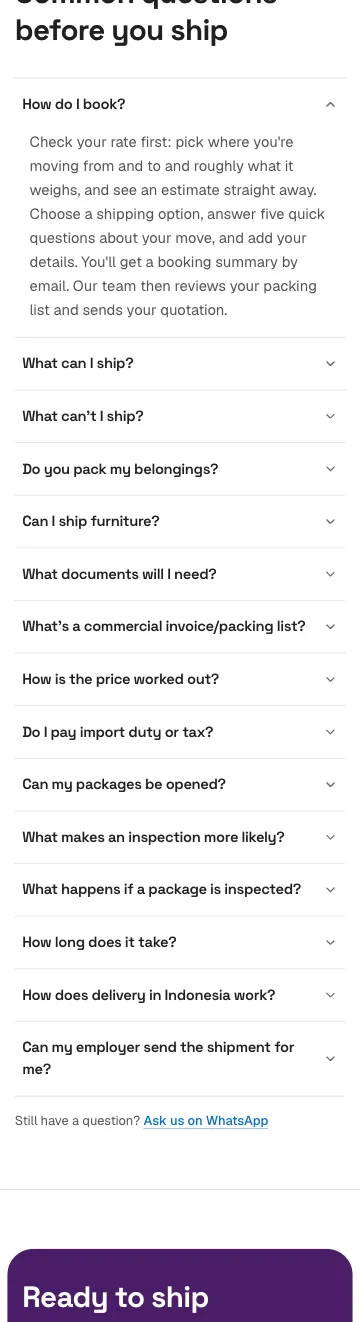 Common questions
before you ship
How do I book?
Check your rate first: pick where you're
moving from and to and roughly what it
weighs, and see an estimate straight away.
Choose a shipping option, answer five quick
questions about your move, and add your
details. You'll get a booking summary by
email. Our team then reviews your packing
list and sends your quotation.
What can I ship?
What can't I ship?
Do you pack my belongings?
Can I ship furniture?
What documents will I need?
What's a commercial invoice/packing list?
How is the price worked out?
Do I pay import duty or tax?
Can my packages be opened?
What makes an inspection more likely?
What happens if a package is inspected?
How long does it take?
How does delivery in Indonesia work?
Can my employer send the shipment for
me?
Still have a question? Ask us on WhatsApp
Ready to ship